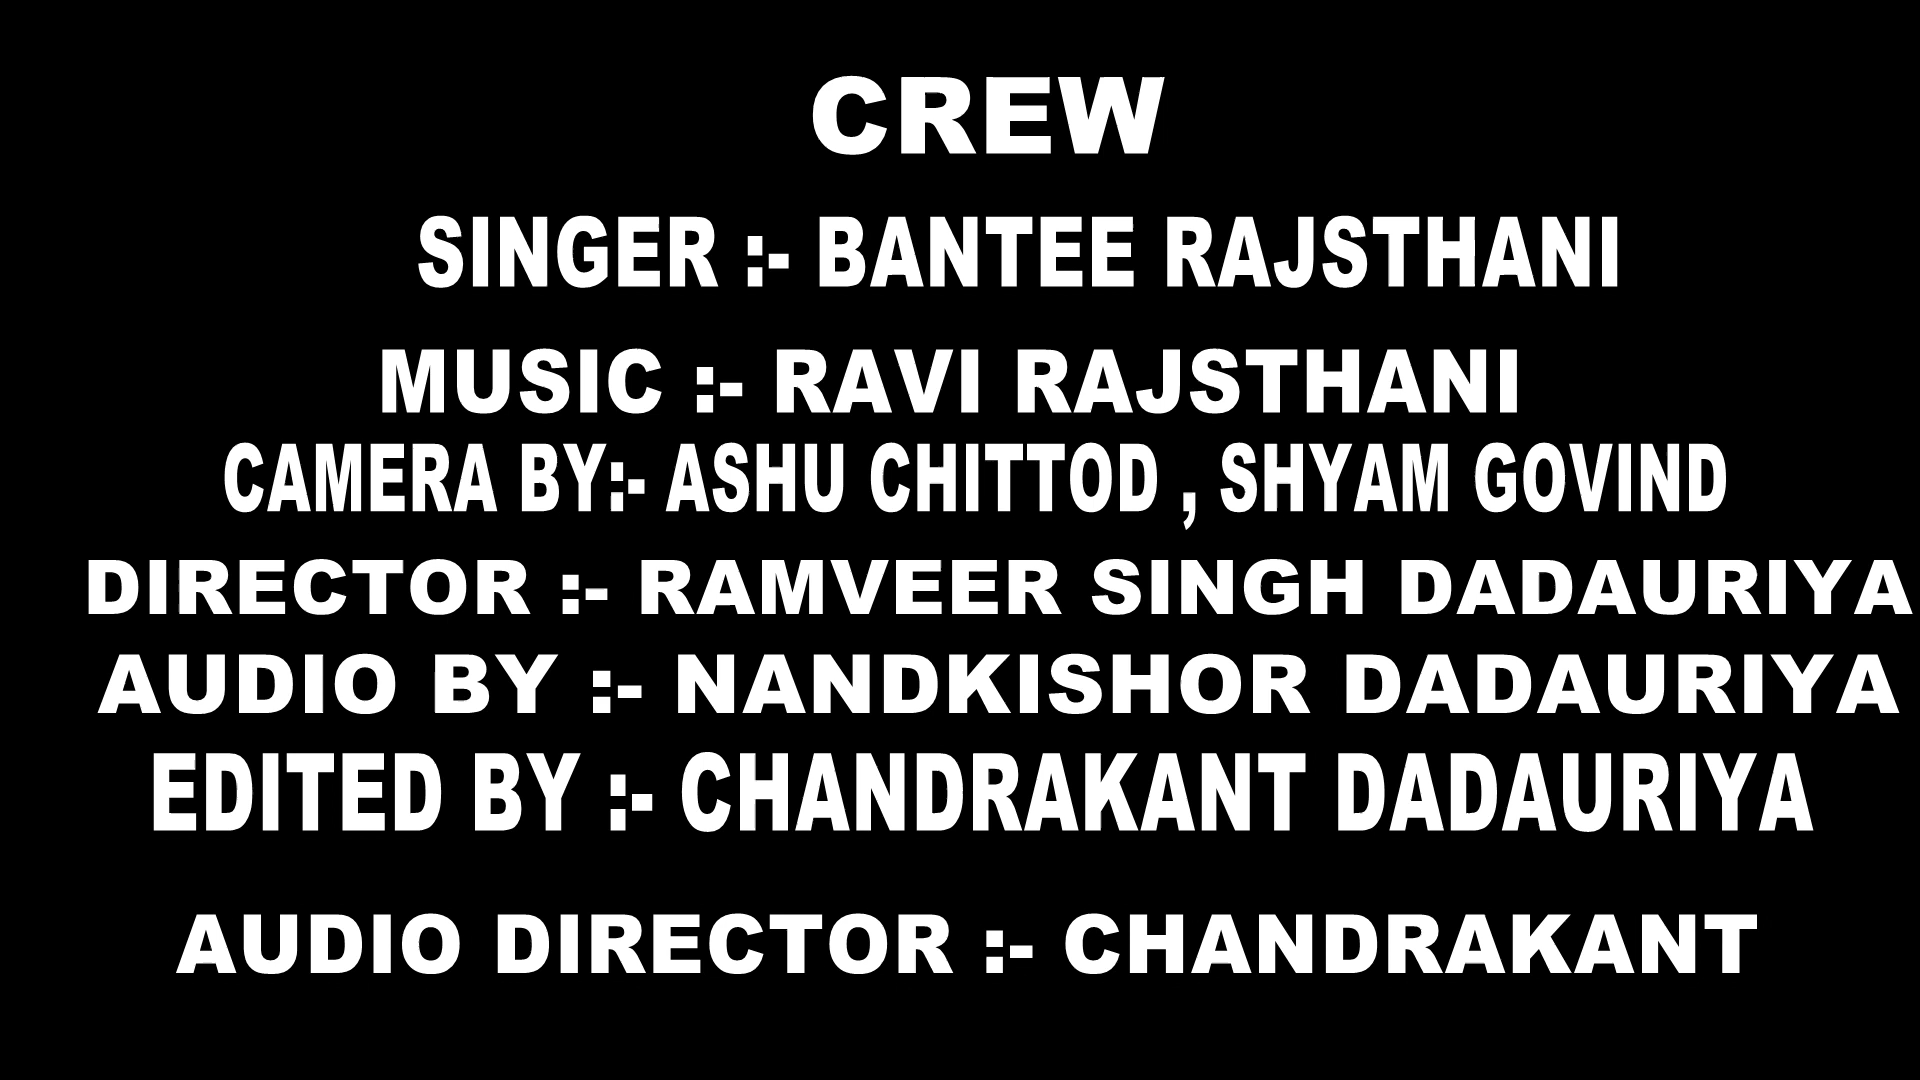 CREW
SINGER :- BANTEE RAJSTHANI
MUSIC :- RAVI RAJSTHANI
CAMERA BY:- ASHU CHITTOD , SHYAM GOVIND
DIRECTOR :- RAMVEER SINGH DADAURIYA
AUDIO BY :- NANDKISHOR DADAURIYA
EDITED BY :- CHANDRAKANT DADAURIYA
AUDIO DIRECTOR :- CHANDRAKANT